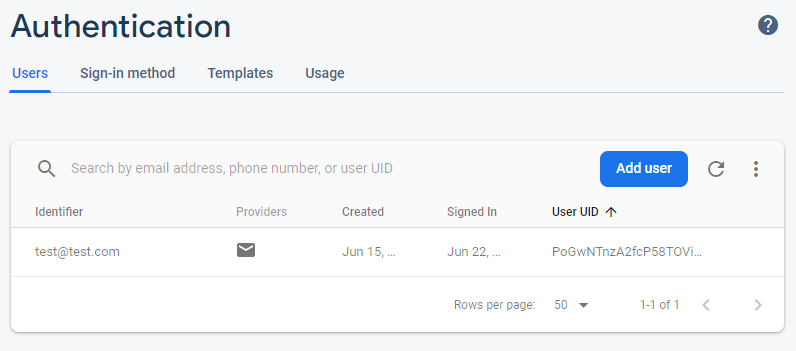 Authentication
Users Sign-in method Templates Usage
Search by email address, phone number, or user UID Add user
Identifier Providers Created Signed In User UID
test@test.com Jun 15, ... Jun 22, ... PoGwNTnzA2fcP58TOVi...
Rows per page: 50 1-1 of 1